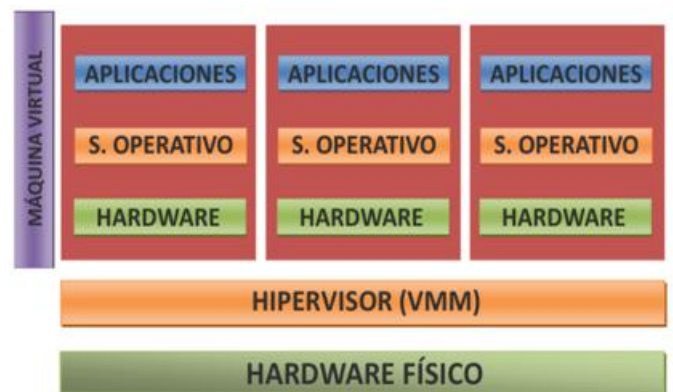 MÁQUINA VIRTUAL
APLICACIONES APLICACIONES APLICACIONES
S. OPERATIVO S. OPERATIVO S. OPERATIVO
HARDWARE HARDWARE HARDWARE
HIPERVISOR (VMM)
HARDWARE FÍSICO